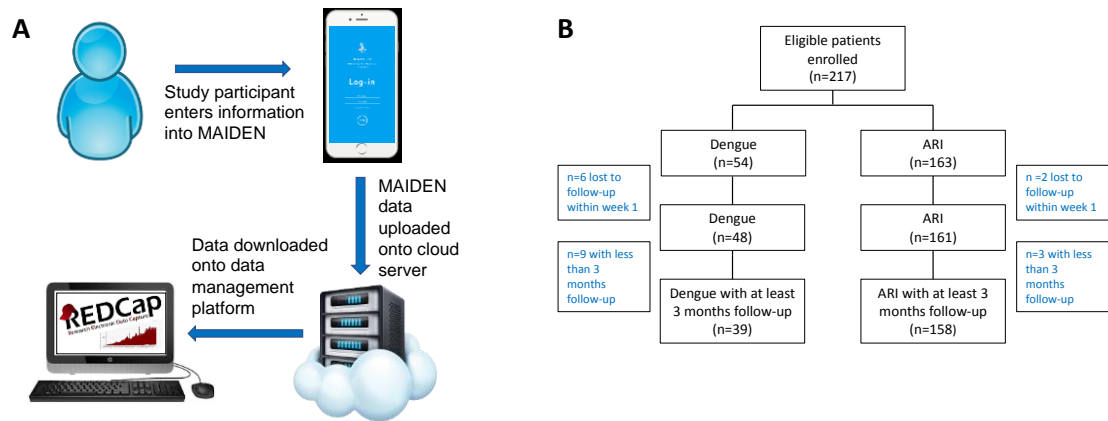 A
Log-in
Study participant
enters information
into MAIDEN
MAIDEN
data
uploaded
onto cloud
server
Data downloaded
onto data
management
platform
REDCap
Research Electronic Data Capture
B
Eligible patients
enrolled
(n=217)
Dengue
(n=54)
ARI
(n=163)
n=6 lost to
follow-up
within week 1
n =2 lost to
follow-up
within week 1
Dengue
(n=48)
ARI
(n=161)
n=9 with less
than 3
months
follow-up
n=3 with less
than 3
months
follow-up
Dengue with at least
3 months follow-up
(n=39)
ARI with at least 3
months follow-up
(n=158)